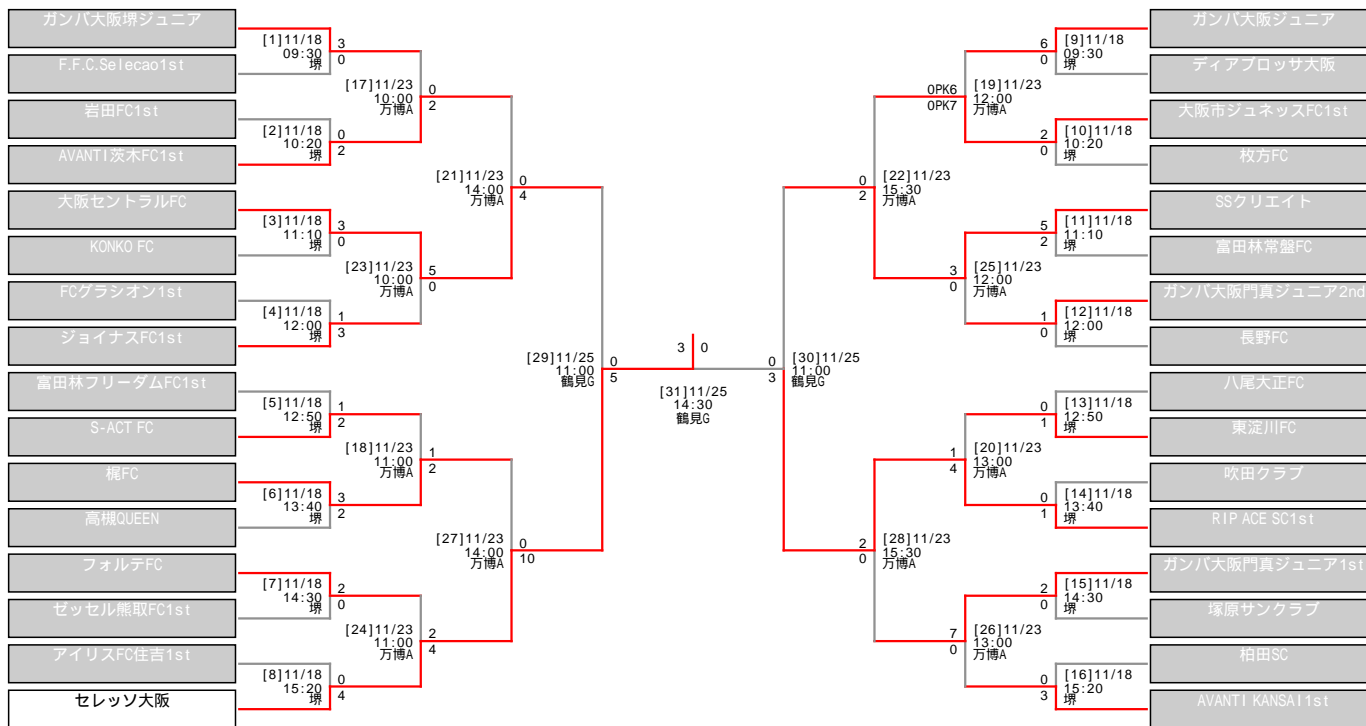 ガンバ大阪堺ジュニア
F.F.C.Selecao1st
岩田FC1st
AVANTI茨木FC1st
大阪セントラルFC
KONKO FC
FCグラシオン1st
ジョイナスFC1st
富田林フリーダムFC1st
S-ACT FC
梶FC
高槻QUEEN
フォルテFC
ゼッセル熊取FC1st
アイリスFC住吉1st
セレッソ大阪
[1]11/18
09:30
堺
3
0
[2]11/18
10:20
堺
0
2
[3]11/18
11:10
堺
3
0
[4]11/18
12:00
堺
1
3
[5]11/18
12:50
堺
1
2
[6]11/18
13:40
堺
3
2
[7]11/18
14:30
堺
2
0
[8]11/18
15:20
堺
0
4
[17]11/23
10:00
万博A
0
2
[23]11/23
10:00
万博A
5
0
[18]11/23
11:00
万博A
1
2
[24]11/23
11:00
万博A
2
4
[21]11/23
14:00
万博A
0
4
[27]11/23
14:00
万博A
0
10
[29]11/25
11:00
鶴見G
0
5
3 0
[31]11/25
14:30
鶴見G
0
3
[30]11/25
11:00
鶴見G
0
2
[22]11/23
15:30
万博A
2
0
[28]11/23
15:30
万博A
0PK6
0PK7
[19]11/23
12:00
万博A
3
0
[25]11/23
12:00
万博A
1
4
[20]11/23
13:00
万博A
7
0
[26]11/23
13:00
万博A
6
0
[9]11/18
09:30
堺
2
0
[10]11/18
10:20
堺
5
2
[11]11/18
11:10
堺
1
0
[12]11/18
12:00
堺
0
1
[13]11/18
12:50
堺
0
1
[14]11/18
13:40
堺
2
0
[15]11/18
14:30
堺
0
3
[16]11/18
15:20
堺
ガンバ大阪ジュニア
ディアブロッサ大阪
大阪市ジュネッスFC1st
枚方FC
SSクリエイト
富田林常盤FC
ガンバ大阪門真ジュニア2nd
長野FC
八尾大正FC
東淀川FC
吹田クラブ
RIP ACE SC1st
ガンバ大阪門真ジュニア1st
塚原サンクラブ
柏田SC
AVANTI KANSAI1st